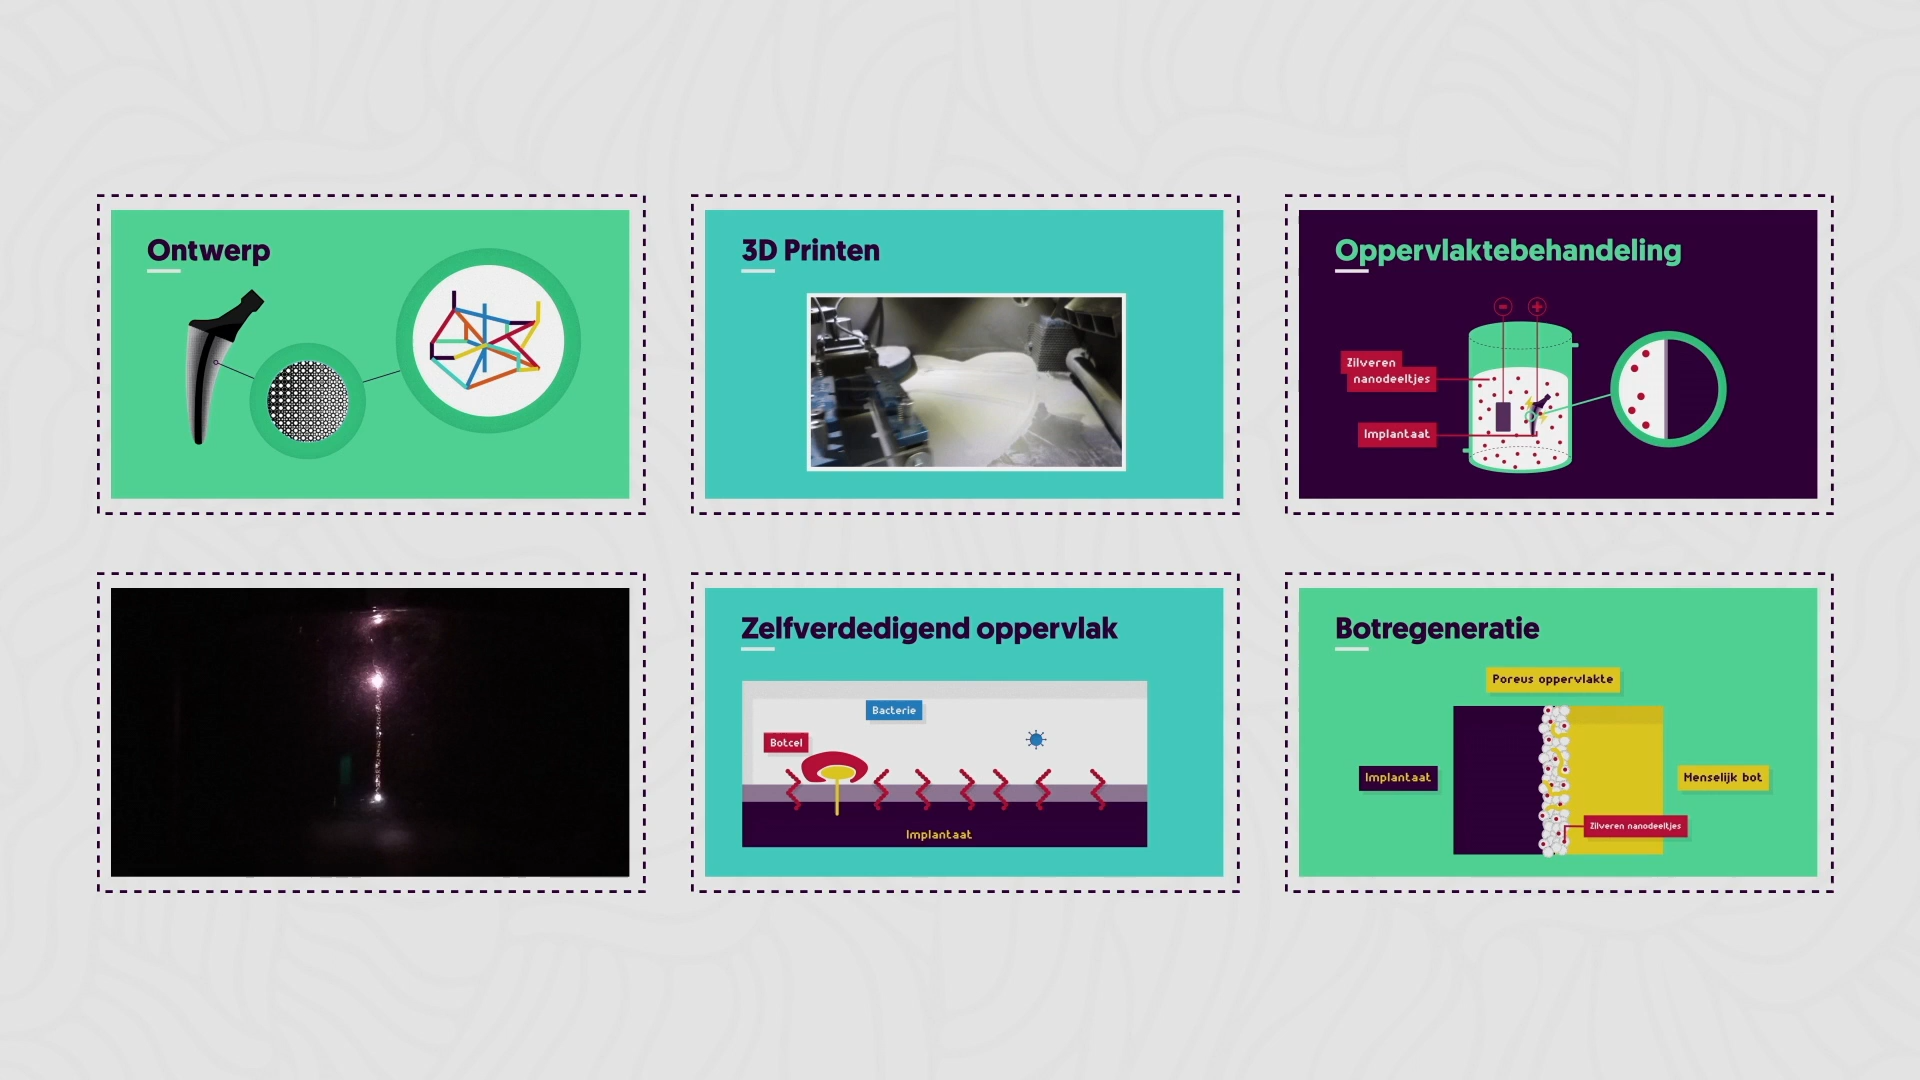 Ontwerp
3D Printen
Oppervlaktebehandeling
-
+
Zilveren
nanodeeltjes
Implantaat
Zelfverdedigend oppervlak
Bacterie
Botcel
Implantaat
Botregeneratie
Poreus oppervlakte
Implantaat
Menselijk bot
Zilveren nanodeeltjes